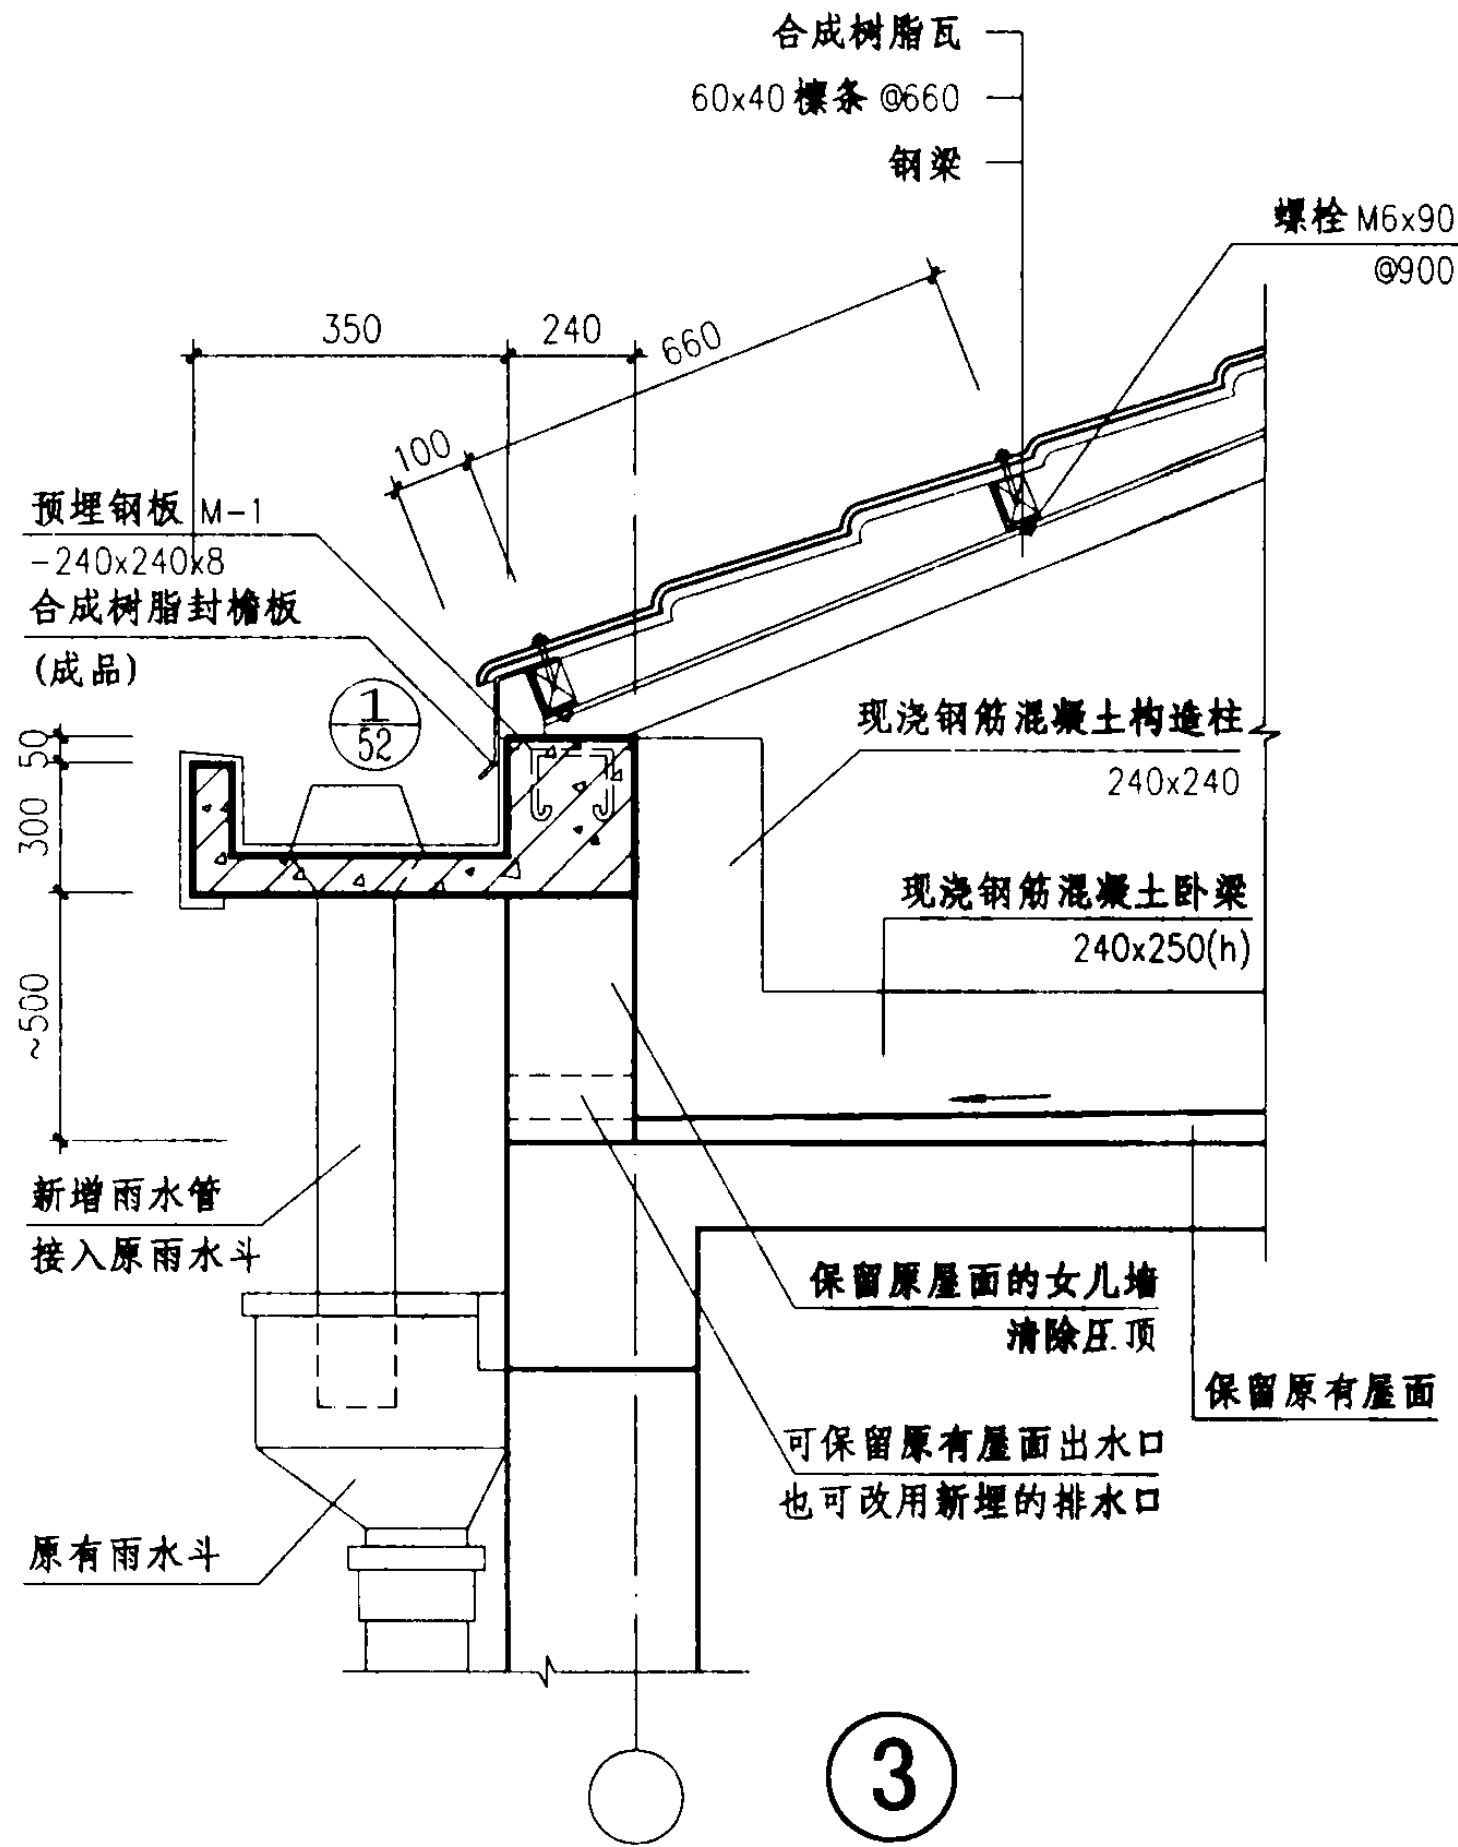 合成树脂瓦
60x40 檩条 @660
钢梁
螺栓 M6x90
@900
350
240
660
100
预埋钢板 M-1
-240x240x8
合成树脂封檐板
(成品)
1
52
50
300
~500
现浇钢筋混凝土构造柱
240x240
现浇钢筋混凝土卧梁
240x250(h)
新增雨水管
接入原雨水斗
保留原屋面的女儿墙
清除压顶
保留原有屋面
可保留原有屋面出水口
也可改用新埋的排水口
原有雨水斗
3